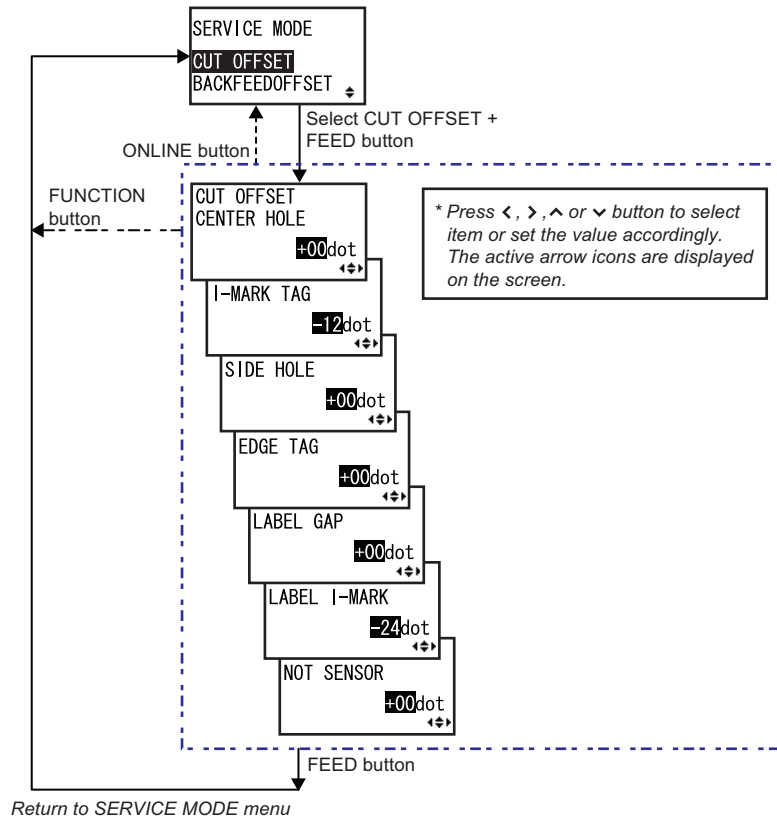 SERVICE MODE
CUT OFFSET
BACKFEEDOFFSET
Select CUT OFFSET +
FEED button
ONLINE button
FUNCTION
button
CUT OFFSET
CENTER HOLE
+00dot
* Press <, >, ∧ or ∨ button to select
item or set the value accordingly.
The active arrow icons are displayed
on the screen.
I-MARK TAG
-12dot
SIDE HOLE
+00dot
EDGE TAG
+00dot
LABEL GAP
+00dot
LABEL I-MARK
-24dot
NOT SENSOR
+00dot
FEED button
Return to SERVICE MODE menu